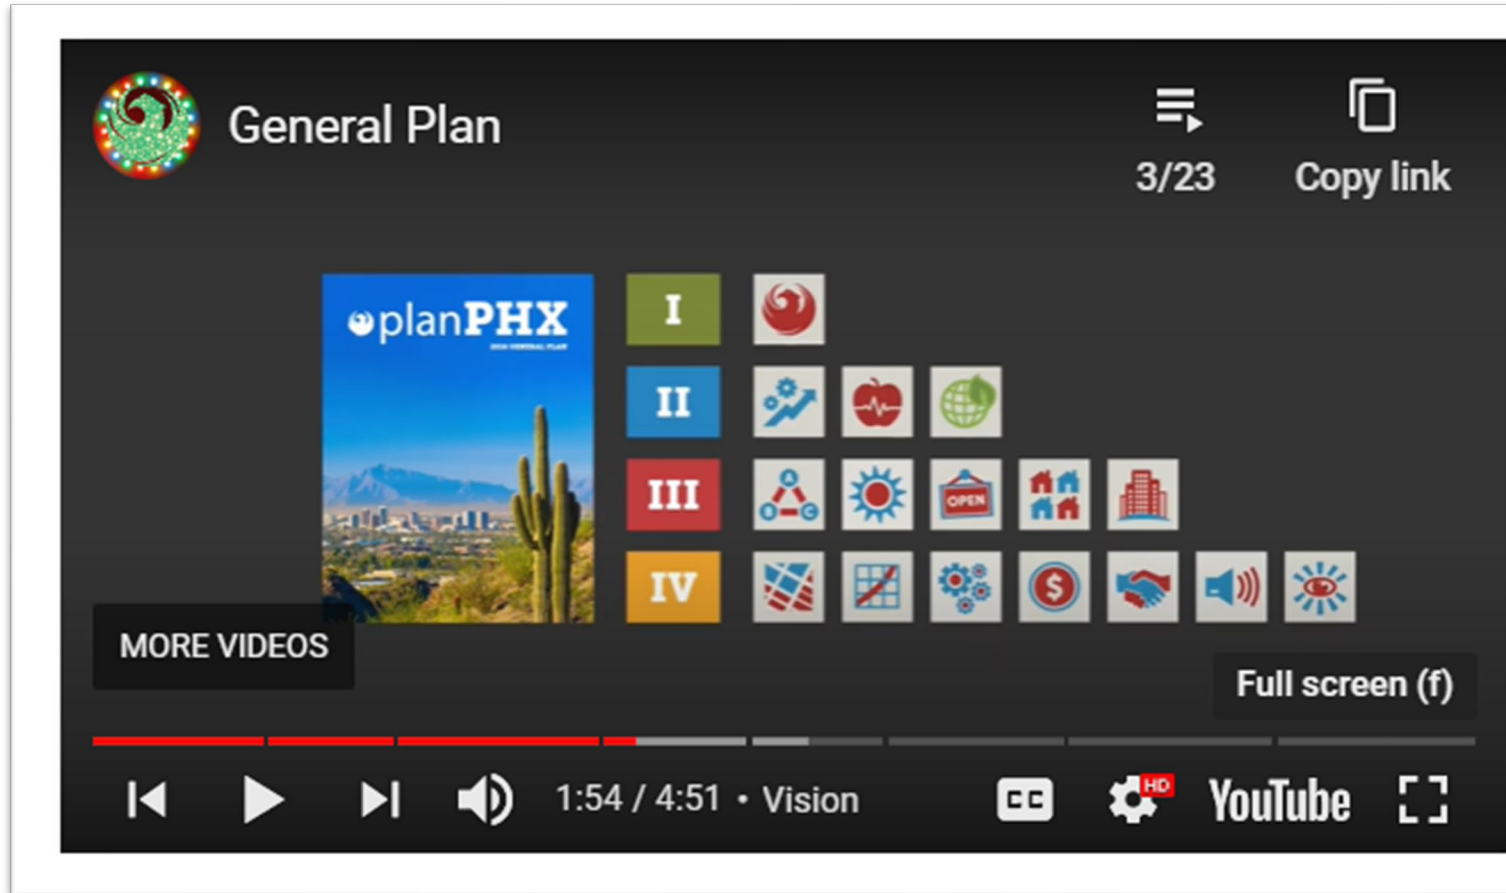 General Plan
3/23
Copy link
planPHX
I
II
OPEN
III
A
B C
$
IV
MORE VIDEOS
Full screen (f)
1:54 / 4:51 • Vision
CC
HD
YouTube